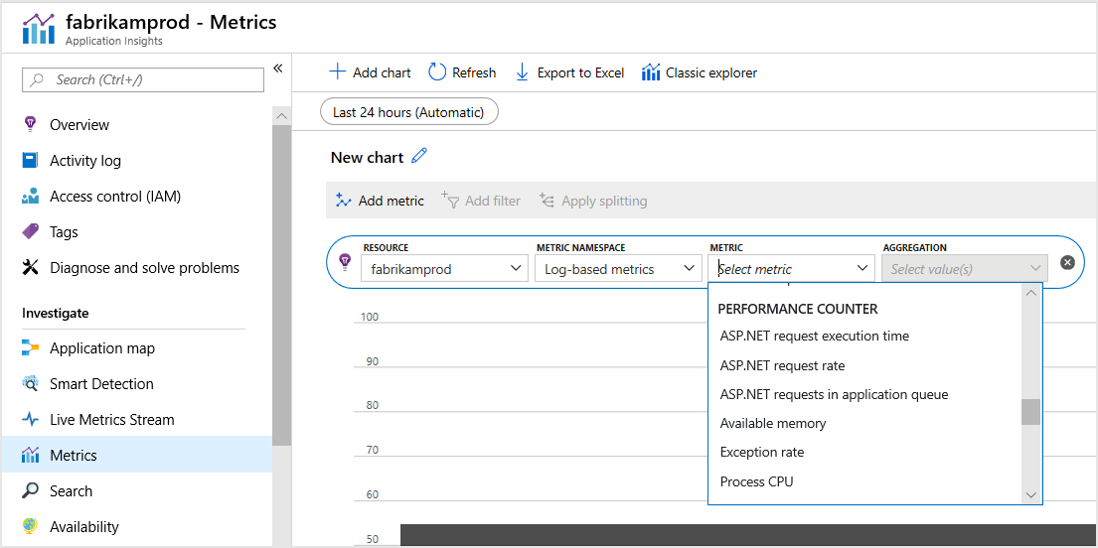 fabrikamprod - Metrics
Application Insights
Search (Ctrl+/)
«
Overview
Activity log
Access control (IAM)
Tags
Diagnose and solve problems
Investigate
Application map
Smart Detection
Live Metrics Stream
Metrics
Search
Availability
Add chart Refresh Export to Excel Classic explorer
Last 24 hours (Automatic)
New chart
Add metric Add filter Apply splitting
RESOURCE METRIC NAMESPACE METRIC AGGREGATION
fabrikamprod Log-based metrics Select metric Select value(s)
PERFORMANCE COUNTER
ASP.NET request execution time
ASP.NET request rate
ASP.NET requests in application queue
Available memory
Exception rate
Process CPU
100
90
80
70
60
50